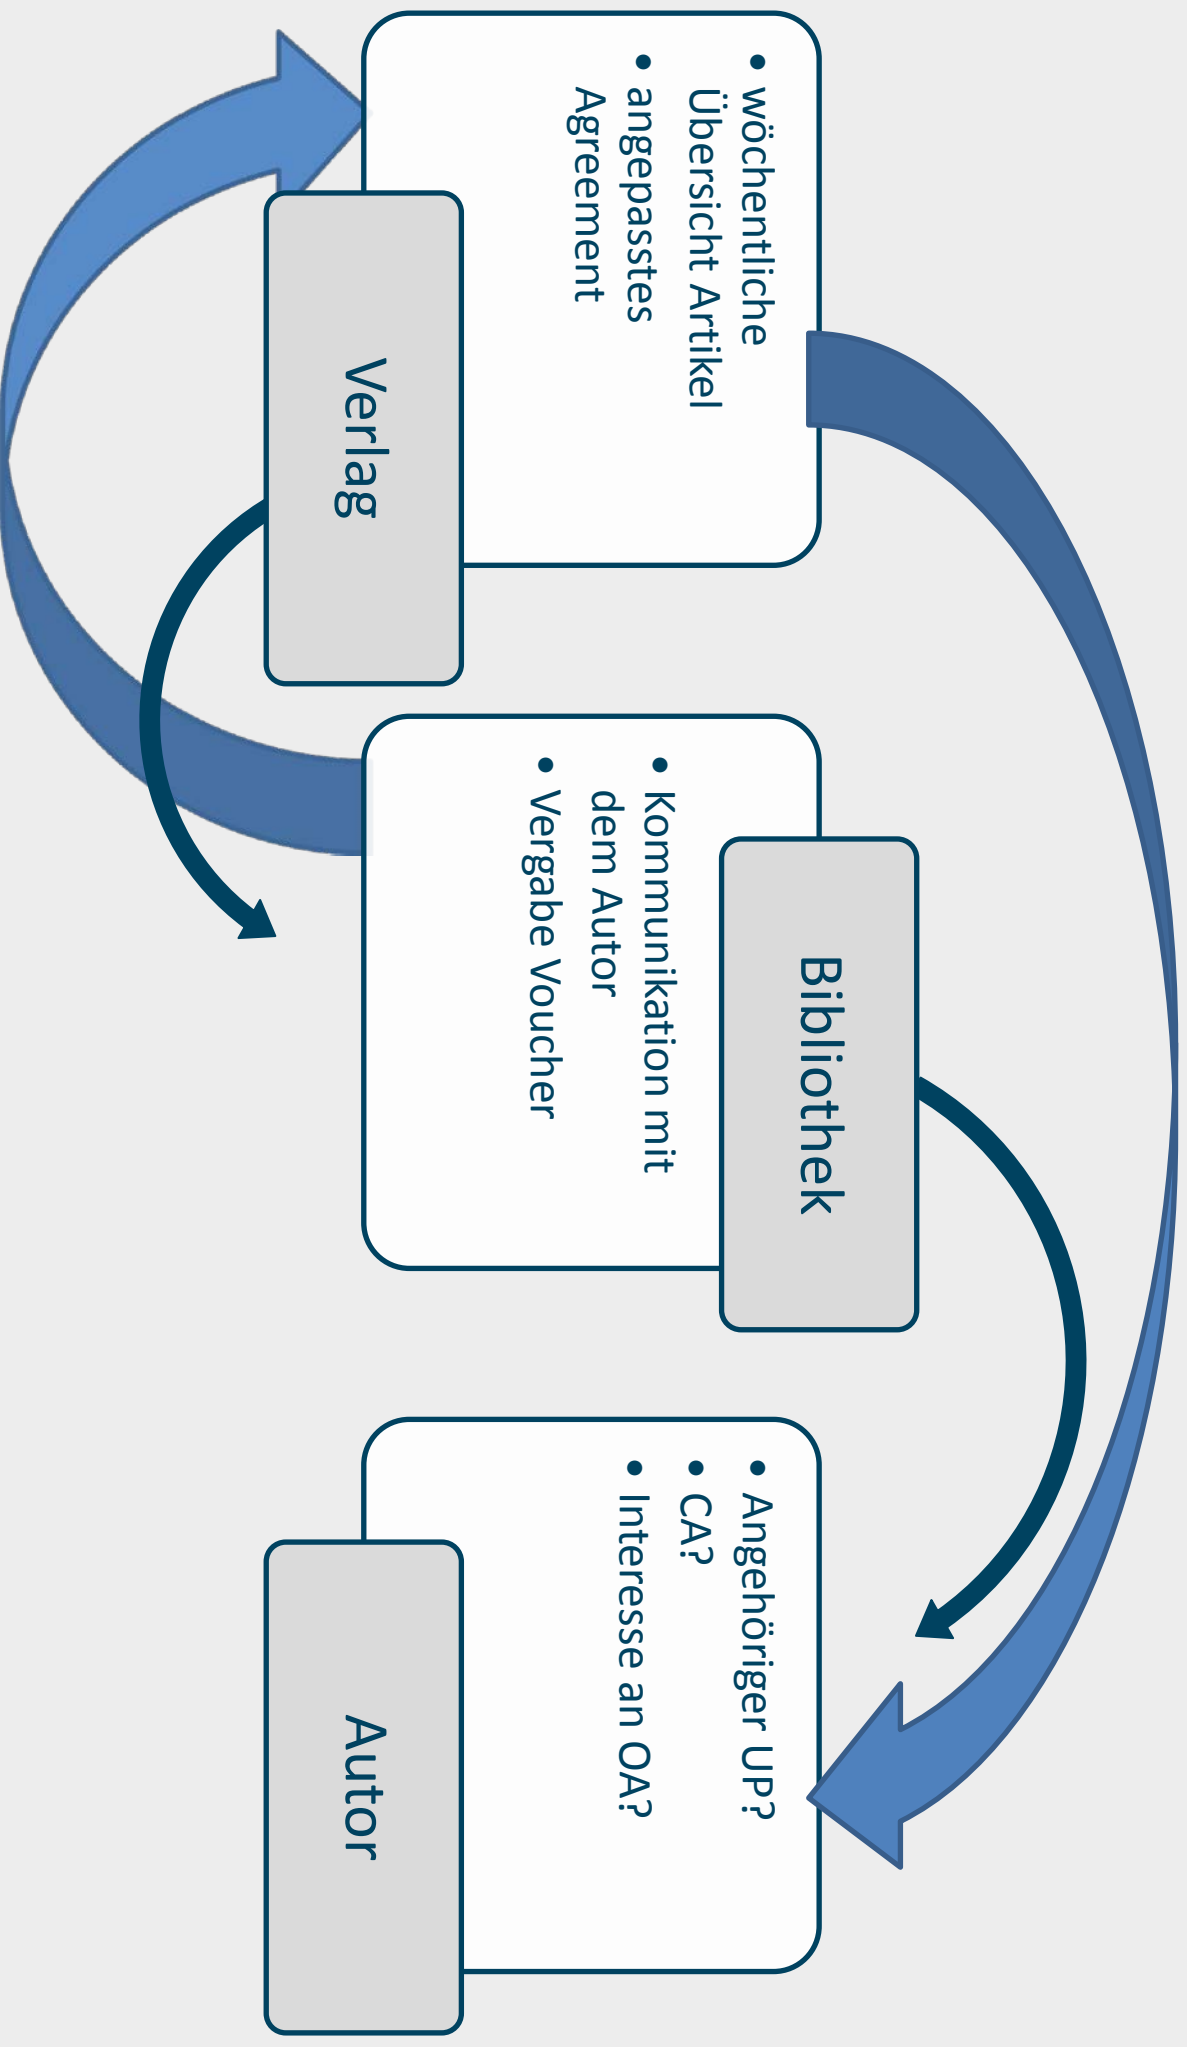 • wöchentliche
Übersicht Artikel
• angepasstes
Agreement
Verlag
Bibliothek
• Kommunikation mit
dem Autor
• Vergabe Voucher
• Angehöriger UP?
• CA?
• Interesse an OA?
Autor